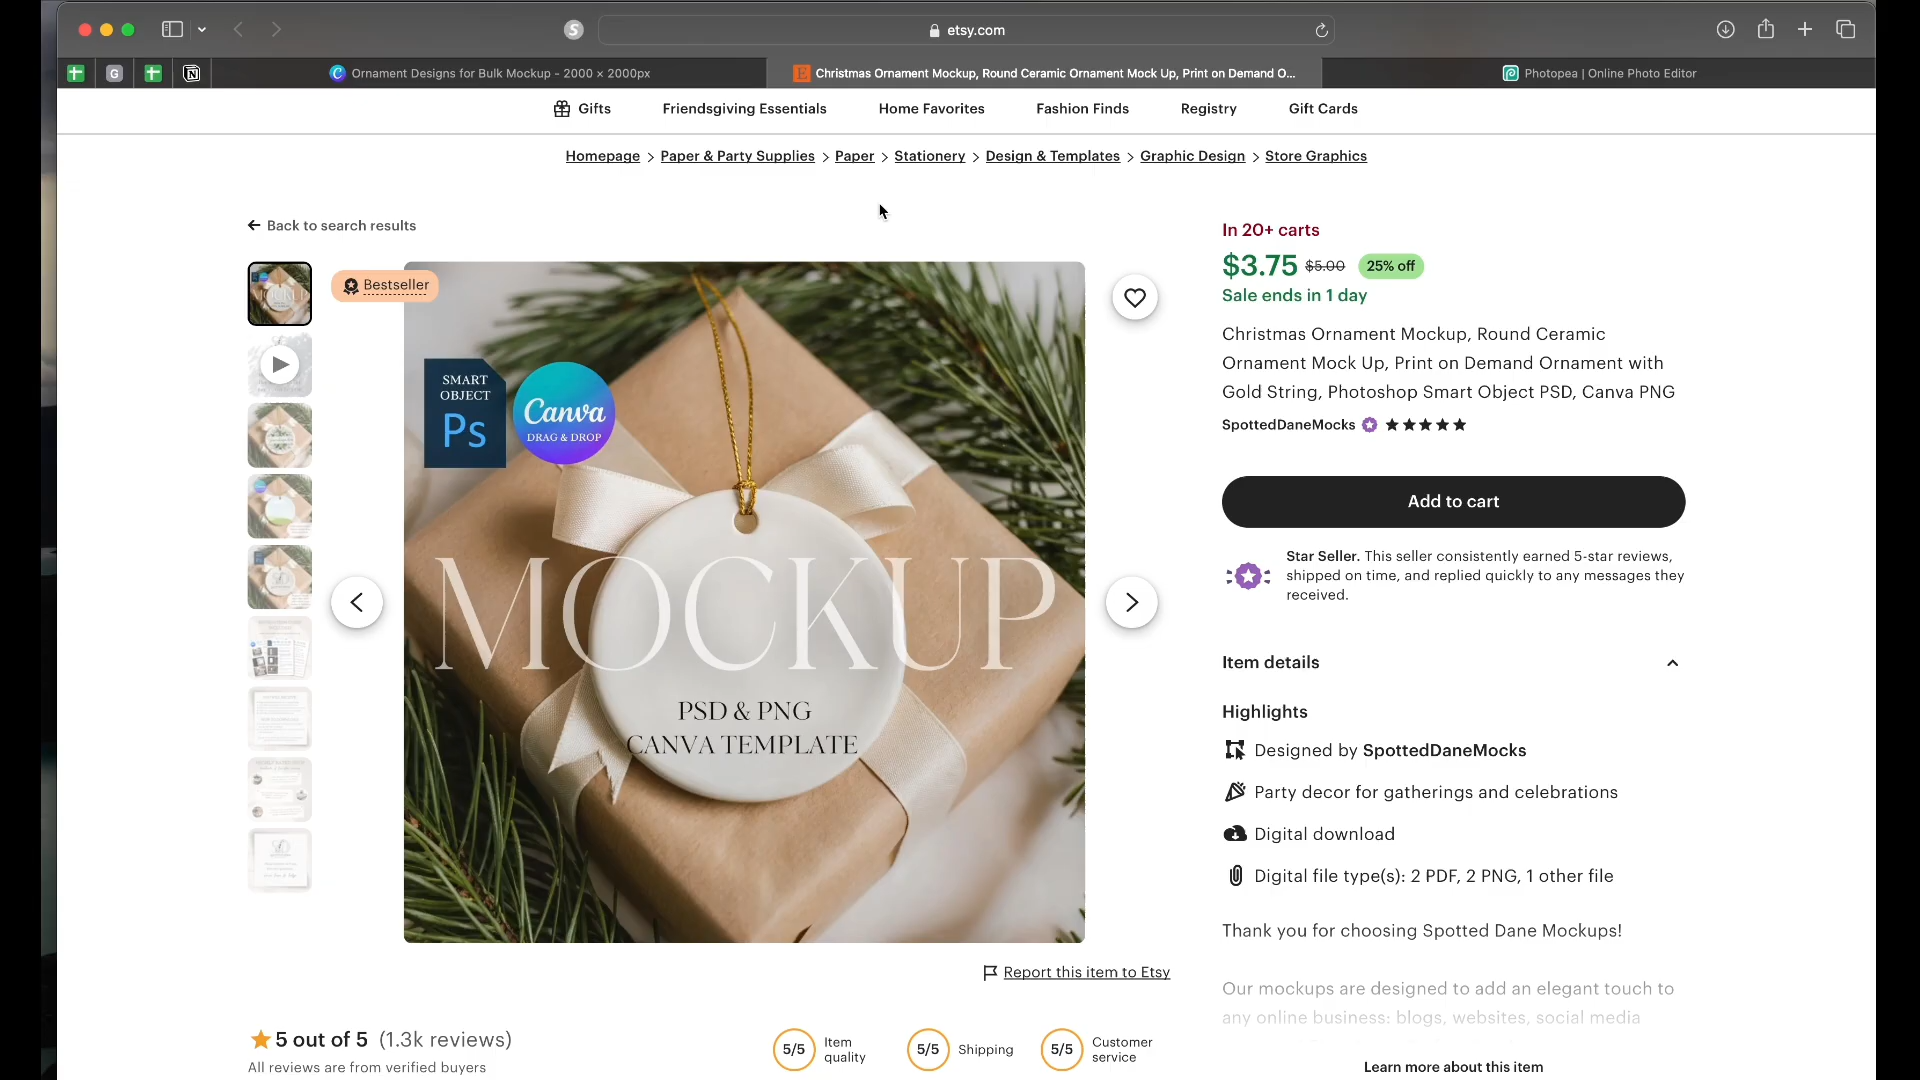 S
etsy.com
G
Ornament Designs for Bulk Mockup - 2000 × 2000px
E
Christmas Ornament Mockup, Round Ceramic Ornament Mock Up, Print on Demand O...
Photopea | Online Photo Editor
Gifts
Friendsgiving Essentials
Home Favorites
Fashion Finds
Registry
Gift Cards
Homepage > Paper & Party Supplies > Paper > Stationery > Design & Templates > Graphic Design > Store Graphics
Back to search results
Bestseller
SMART
OBJECT
Ps
Canva
DRAG & DROP
MOCKUP
PSD & PNG
CANVA TEMPLATE
Report this item to Etsy
5 out of 5 (1.3k reviews)
All reviews are from verified buyers
5/5 Item quality
5/5 Shipping
5/5 Customer service
In 20+ carts
$3.75 $5.00 25% off
Sale ends in 1 day
Christmas Ornament Mockup, Round Ceramic
Ornament Mock Up, Print on Demand Ornament with
Gold String, Photoshop Smart Object PSD, Canva PNG
SpottedDaneMocks
Add to cart
Star Seller. This seller consistently earned 5-star reviews,
shipped on time, and replied quickly to any messages they
received.
Item details
Highlights
Designed by SpottedDaneMocks
Party decor for gatherings and celebrations
Digital download
Digital file type(s): 2 PDF, 2 PNG, 1 other file
Thank you for choosing Spotted Dane Mockups!
Our mockups are designed to add an elegant touch to
any online business: blogs, websites, social media
Learn more about this item